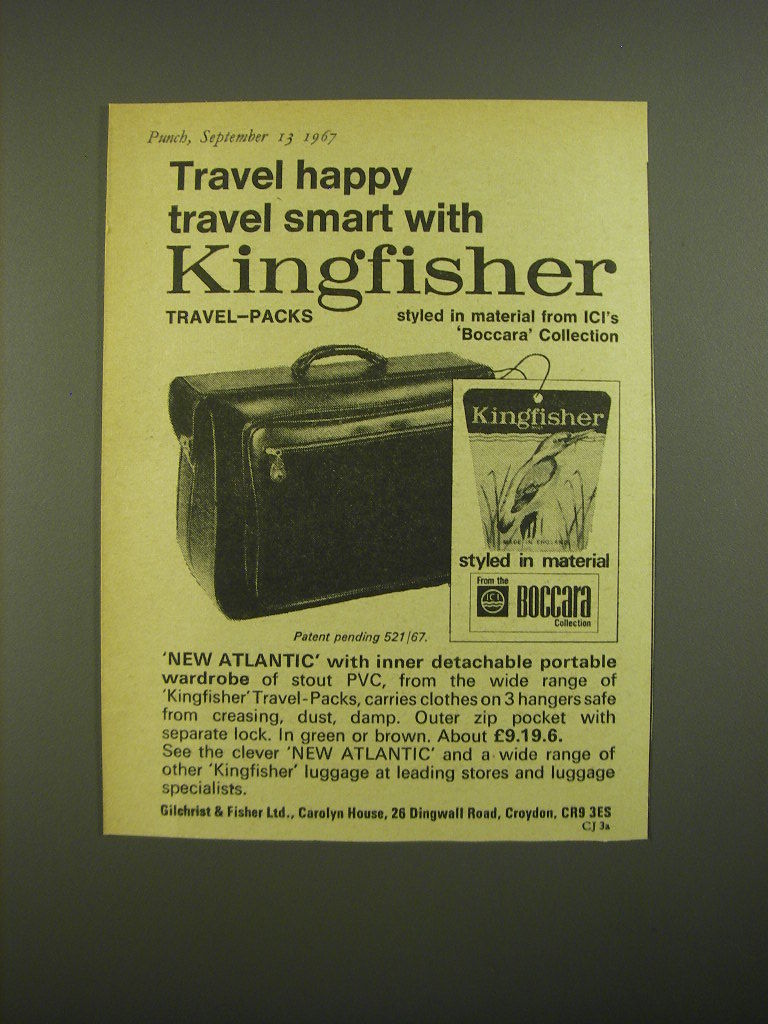 Punch, September 13 1967
Travel happy
travel smart with
Kingfisher
TRAVEL-PACKS
styled in material from ICI's
'Boccara' Collection
Kingfisher
MADE IN ENGLAND
styled in material
From the
ICI
BOCCARA
Collection
Patent pending 521/67.
'NEW ATLANTIC' with inner detachable portable
wardrobe of stout PVC, from the wide range of
'Kingfisher' Travel-Packs, carries clothes on 3 hangers safe
from creasing, dust, damp. Outer zip pocket with
separate lock. In green or brown. About £9.19.6.
See the clever 'NEW ATLANTIC' and a wide range of
other 'Kingfisher' luggage at leading stores and luggage
specialists.
Gilchrist & Fisher Ltd., Carolyn House, 26 Dingwall Road, Croydon, CR9 3ES
CJ 3a